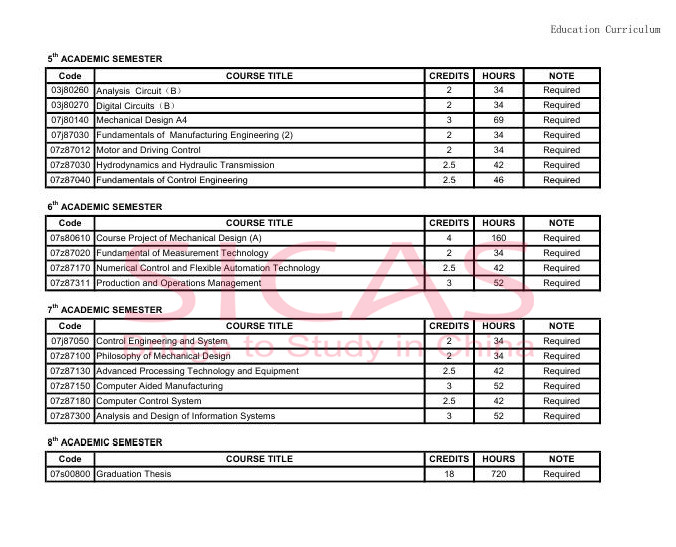 Education Curriculum
5th ACADEMIC SEMESTER
Code COURSE TITLE CREDITS HOURS NOTE
03j80260 Analysis Circuit（B） 2 34 Required
03j80270 Digital Circuits（B） 2 34 Required
07j80140 Mechanical Design A4 3 69 Required
07j87030 Fundamentals of Manufacturing Engineering (2) 2 34 Required
07z87012 Motor and Driving Control 2 34 Required
07z87030 Hydrodynamics and Hydraulic Transmission 2.5 42 Required
07z87040 Fundamentals of Control Engineering 2.5 46 Required
6th ACADEMIC SEMESTER
Code COURSE TITLE CREDITS HOURS NOTE
07s80610 Course Project of Mechanical Design (A) 4 160 Required
07z87020 Fundamental of Measurement Technology 2 34 Required
07z87170 Numerical Control and Flexible Automation Technology 2.5 42 Required
07z87311 Production and Operations Management 3 52 Required
SICAS
7th ACADEMIC SEMESTER
Code COURSE TITLE CREDITS HOURS NOTE
07j87050 Control Engineering and System 2 34 Required
to Study in China
07z87100 Philosophy of Mechanical Design 2 34 Required
07z87130 Advanced Processing Technology and Equipment 2.5 42 Required
07z87150 Computer Aided Manufacturing 3 52 Required
07z87180 Computer Control System 2.5 42 Required
07z87300 Analysis and Design of Information Systems 3 52 Required
8th ACADEMIC SEMESTER
Code COURSE TITLE CREDITS HOURS NOTE
07s00800 Graduation Thesis 18 720 Required